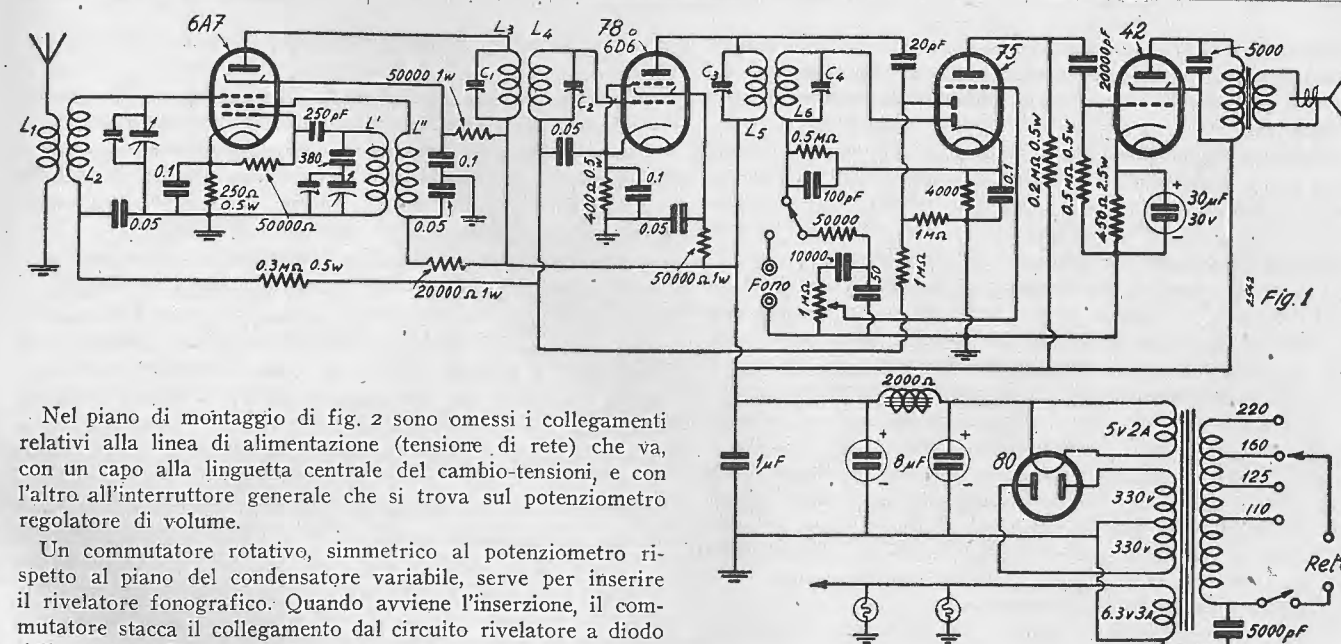 6A7
L3
L4
78 o
6D6
75
42
20pF
20000pF
5000
50000 1w
C1
C2
C3
C4
L1
L2
250pF
L'
L"
380
0.1
0.1
0.05
250Ω
0.5w
50000Ω
0.05
0.05
400Ω 0.5
0.1
0.05
50000Ω 1w
L5
L6
0.5MΩ
100pF
50000
10000
50
1MΩ
Fono
4000
0.1
1MΩ
1MΩ
0.2MΩ 0.5w
0.5MΩ 0.5w
450Ω 2.5w
+
30μF
30v
-
0.3MΩ 0.5w
20000Ω 1w
2542
Fig.1
Nel piano di montaggio di fig. 2 sono omessi i collegamenti
relativi alla linea di alimentazione (tensione di rete) che va,
con un capo alla linguetta centrale del cambio-tensioni, e con
l'altro all'interruttore generale che si trova sul potenziometro
regolatore di volume.
Un commutatore rotativo, simmetrico al potenziometro ri-
spetto al piano del condensatore variabile, serve per inserire
il rivelatore fonografico. Quando avviene l'inserzione, il com-
mutatore stacca il collegamento dal circuito rivelatore a diodo
2000Ω
1μF
+
8μF
+
-
-
80
5v2A
330v
330v
6.3v3A
220
160
125
110
5000pF